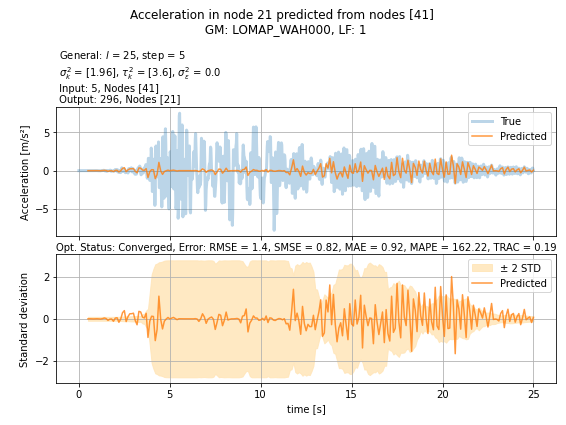 Acceleration in node 21 predicted from nodes [41]
GM: LOMAP_WAH000, LF: 1
General: l = 25, step = 5
σ²ₖ = [1.96], τ²ₖ = [3.6], σ²ε = 0.0
Input: 5, Nodes [41]
Output: 296, Nodes [21]
Acceleration [m/s²]
5
0
−5
True
Predicted
Opt. Status: Converged, Error: RMSE = 1.4, SMSE = 0.82, MAE = 0.92, MAPE = 162.22, TRAC = 0.19
Standard deviation
2
0
−2
± 2 STD
Predicted
0 5 10 15 20 25
time [s]